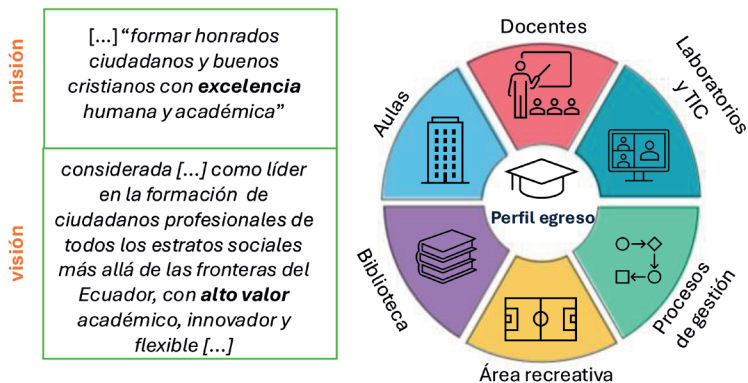 misión
[...] “formar honrados
ciudadanos y buenos
cristianos con excelencia
humana y académica”
visión
considerada [...] como líder
en la formación de
ciudadanos profesionales de
todos los estratos sociales
más allá de las fronteras del
Ecuador, con alto valor
académico, innovador y
flexible [...]
Docentes
Laboratorios
y TIC
Procesos
de gestión
Área recreativa
Biblioteca
Aulas
Perfil egreso